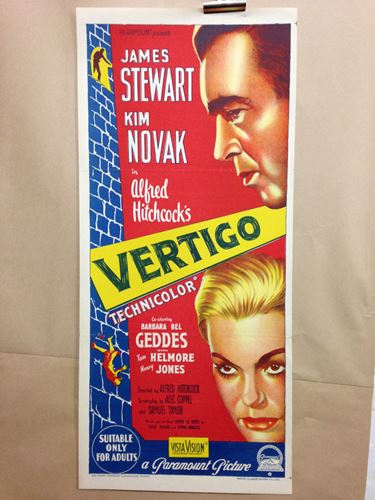 PARAMOUNT presents
JAMES
STEWART
KIM
NOVAK
in
Alfred
Hitchcock's
VERTIGO
TECHNICOLOR
Co-starring
BARBARA BEL
GEDDES
with
Tom HELMORE
Henry JONES
Directed by ALFRED HITCHCOCK
Screenplay by ALEC COPPEL
and SAMUEL TAYLOR
SUITABLE
ONLY
FOR ADULTS
VISTAVISION
a Paramount Picture